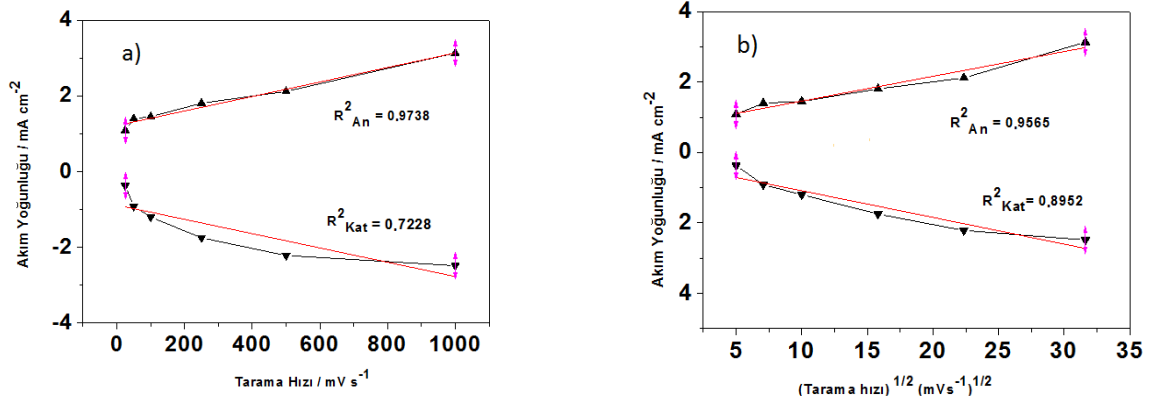 a)
4
2
0
-2
-4
Akım Yoğunluğu / mA cm-2
R2An = 0.9738
R2Kat = 0,7228
0 200 400 600 800 1000
Tarama Hızı / mV s-1
b)
4
2
0
2
4
Akım Yoğunluğu / mA cm-2
R2An = 0.9565
R2Kat = 0,8952
5 10 15 20 25 30 35
(Tarama hızı) 1/2 (mVs-1)1/2